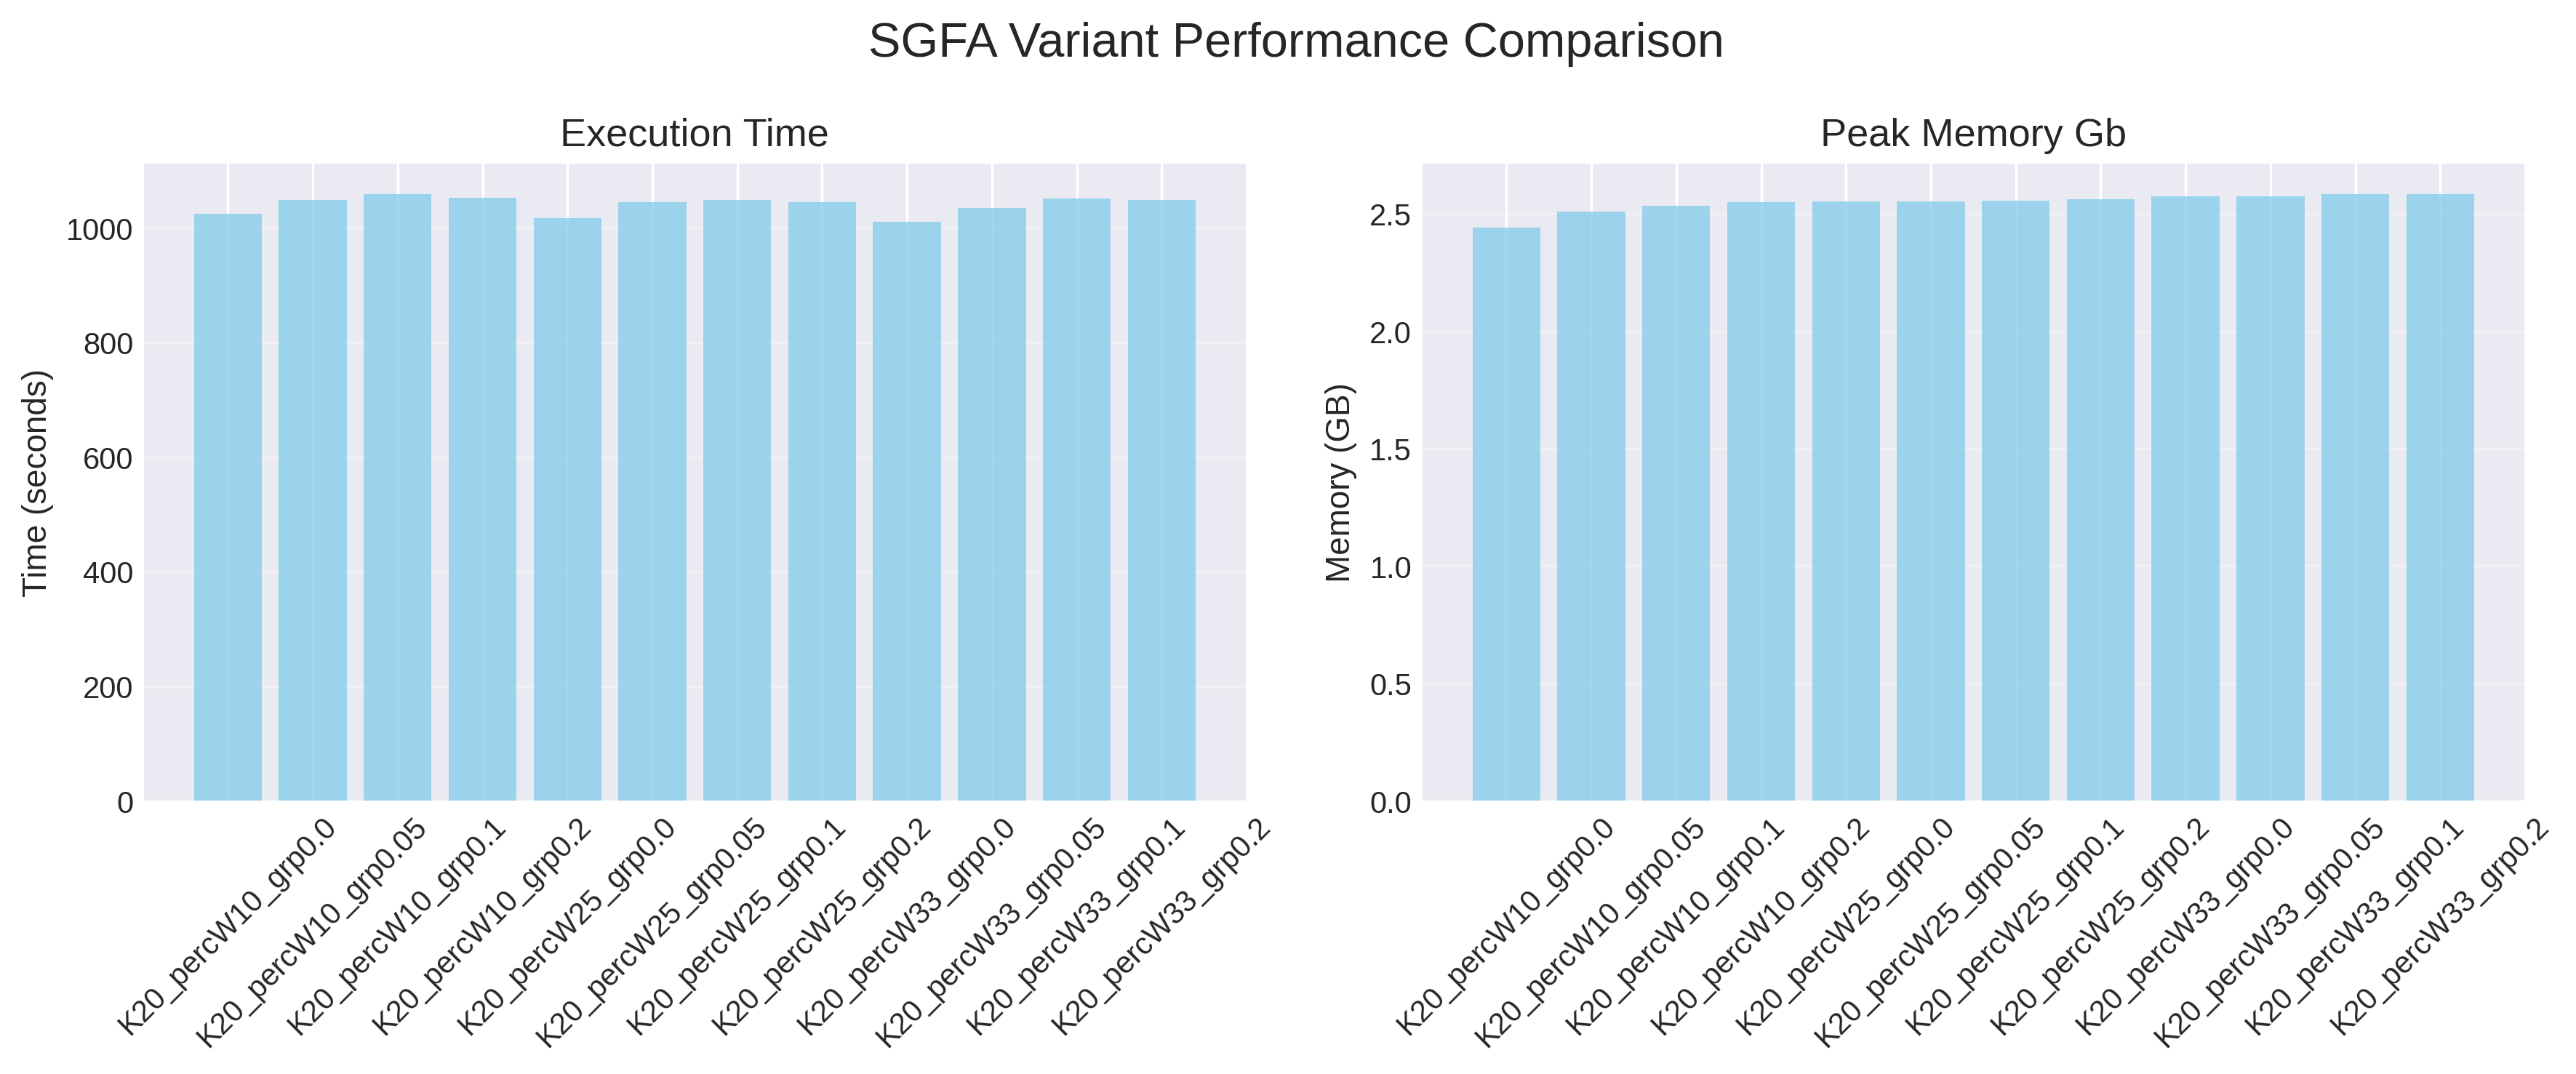 SGFA Variant Performance Comparison
Execution Time
Time (seconds)
1000
800
600
400
200
0
K20_percW10_grp0.0
K20_percW10_grp0.05
K20_percW10_grp0.1
K20_percW10_grp0.2
K20_percW25_grp0.0
K20_percW25_grp0.05
K20_percW25_grp0.1
K20_percW25_grp0.2
K20_percW33_grp0.0
K20_percW33_grp0.05
K20_percW33_grp0.1
K20_percW33_grp0.2
Peak Memory Gb
Memory (GB)
2.5
2.0
1.5
1.0
0.5
0.0
K20_percW10_grp0.0
K20_percW10_grp0.05
K20_percW10_grp0.1
K20_percW10_grp0.2
K20_percW25_grp0.0
K20_percW25_grp0.05
K20_percW25_grp0.1
K20_percW25_grp0.2
K20_percW33_grp0.0
K20_percW33_grp0.05
K20_percW33_grp0.1
K20_percW33_grp0.2